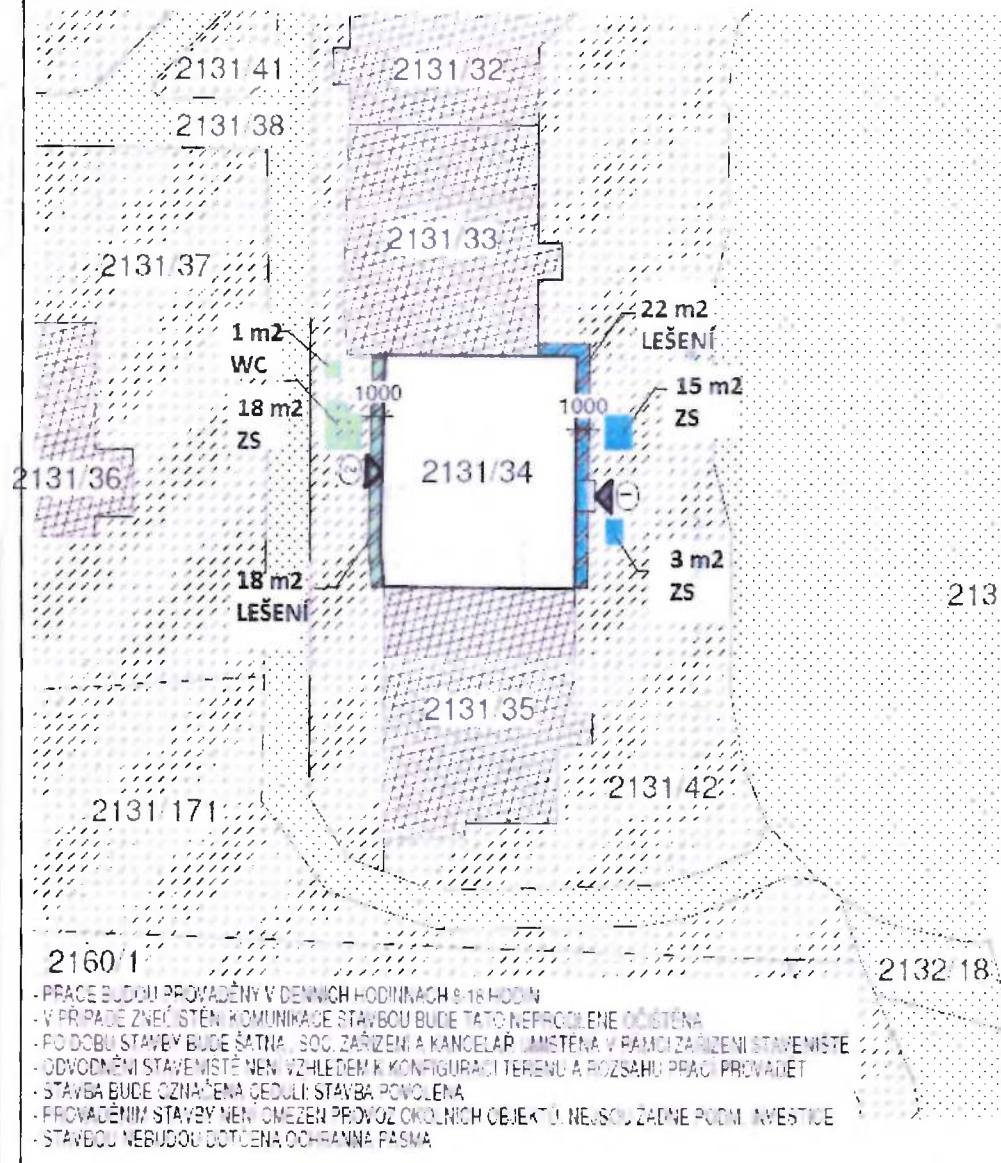 2131/41
2131/32
2131/38
2131/33
2131/37
22 m2
LEŠENÍ
1 m2
WC
1000
1000
15 m2
ZS
18 m2
ZS
2131/34
2131/36
2
1
3 m2
ZS
18 m2
LEŠENÍ
213
2131/35
2131/42
2131/171
2160/1
2132/18
- PRÁCE BUDOU PROVÁDĚNY V DENNÍCH HODINNÁCH 8-18 HODIN
- V PŘÍPADĚ ZNEČIŠTĚNÍ KOMUNIKACE STAVBOU BUDE TATO NEPRODLENĚ OČIŠTĚNA
- PO DOBU STAVBY BUDE ŠATNA, SOC. ZAŘÍZENÍ A KANCELÁŘ UMÍSTĚNA V RÁMCI ZAŘÍZENÍ STAVENIŠTĚ
- ODVODNĚNÍ STAVENIŠTĚ NENÍ VZHLEDEM K KONFIGURACI TERÉNU A ROZSAHU PRACÍ PROVÁDĚT
- STAVBA BUDE OZNAČENA CEDULÍ: STAVBA POVOLENA
- PROVÁDĚNÍM STAVBY NENÍ OMEZEN PROVOZ OKOLNÍCH OBJEKTŮ, NEJSOU ŽÁDNÉ PODM. INVESTICE
- STAVBOU NEBUDOU DOTČENA OCHRANNÁ PÁSMA